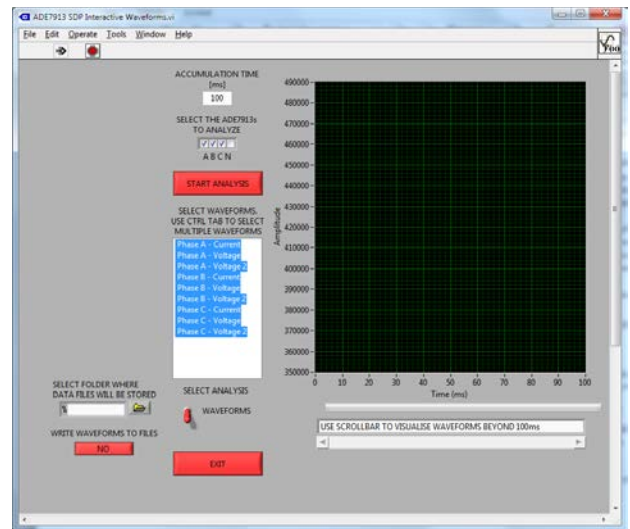 ADE7913 SDP Interactive Waveforms.vi
File Edit Operate Tools Window Help
ACCUMULATION TIME
[ms]
100
SELECT THE ADE7913s
TO ANALYZE
A B C N
START ANALYSIS
SELECT WAVEFORMS.
USE CTRL TAB TO SELECT
MULTIPLE WAVEFORMS
Phase A - Current
Phase A - Voltage
Phase A - Voltage 2
Phase B - Current
Phase B - Voltage
Phase B - Voltage 2
Phase C - Current
Phase C - Voltage
Phase C - Voltage 2
SELECT FOLDER WHERE
DATA FILES WILL BE STORED
WRITE WAVEFORMS TO FILES
NO
SELECT ANALYSIS
WAVEFORMS
EXIT
Amplitude
490000
480000
470000
460000
450000
440000
430000
420000
410000
400000
390000
380000
370000
360000
350000
0 10 20 30 40 50 60 70 80 90 100
Time (ms)
USE SCROLLBAR TO VISUALISE WAVEFORMS BEYOND 100ms